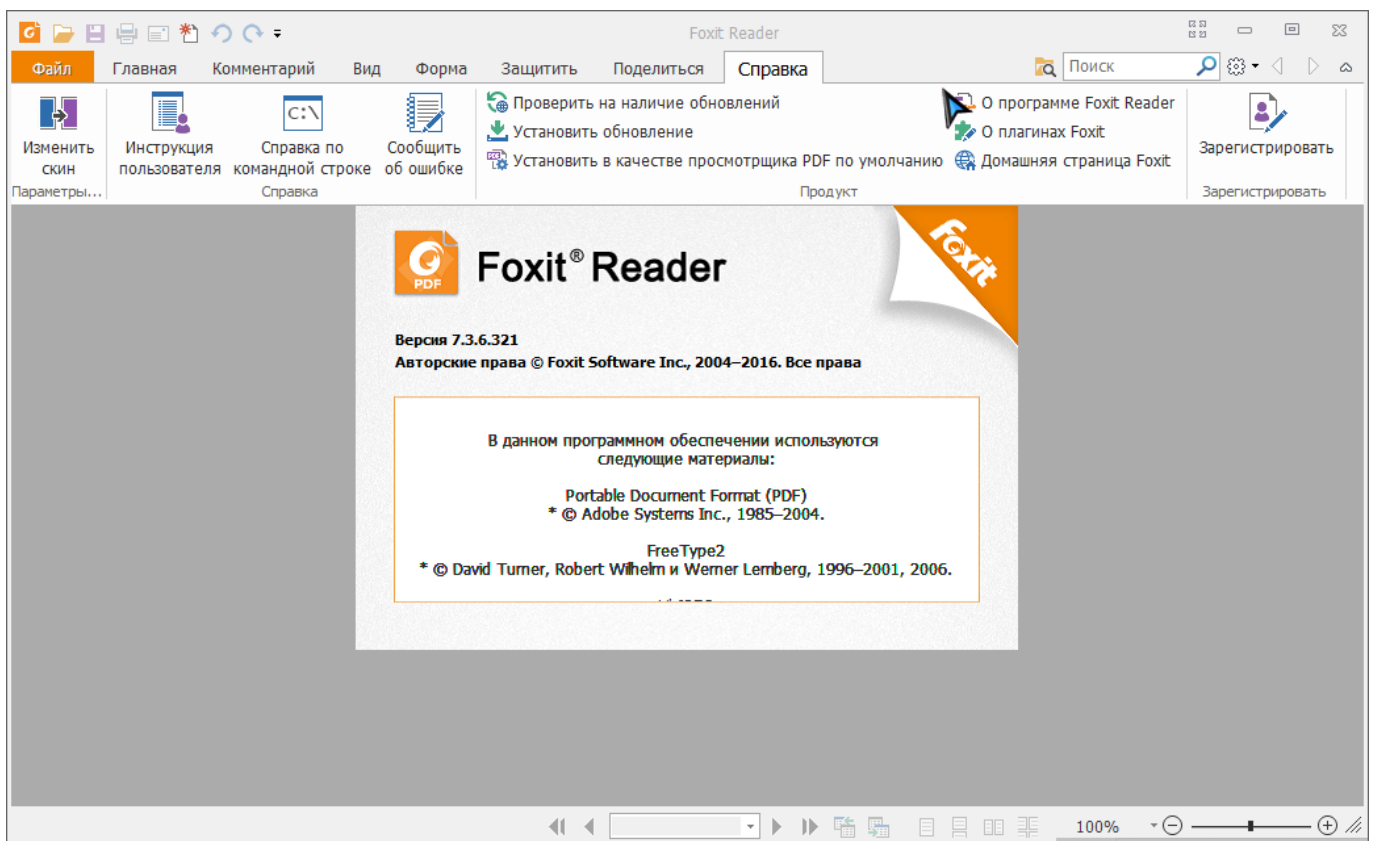 Foxit Reader
Файл Главная Комментарий Вид Форма Защитить Поделиться Справка Поиск
Изменить скин
Инструкция пользователя
C:\
Справка по командной строке
Сообщить об ошибке
Проверить на наличие обновлений
Установить обновление
Установить в качестве просмотрщика PDF по умолчанию
О программе Foxit Reader
О плагинах Foxit
Домашняя страница Foxit
Зарегистрировать
Параметры... Справка Продукт Зарегистрировать
PDF
Foxit® Reader
Foxit
Версия 7.3.6.321
Авторские права © Foxit Software Inc., 2004–2016. Все права
В данном программном обеспечении используются
следующие материалы:
Portable Document Format (PDF)
* © Adobe Systems Inc., 1985–2004.
FreeType2
* © David Turner, Robert Wilhelm и Werner Lemberg, 1996–2001, 2006.
100%